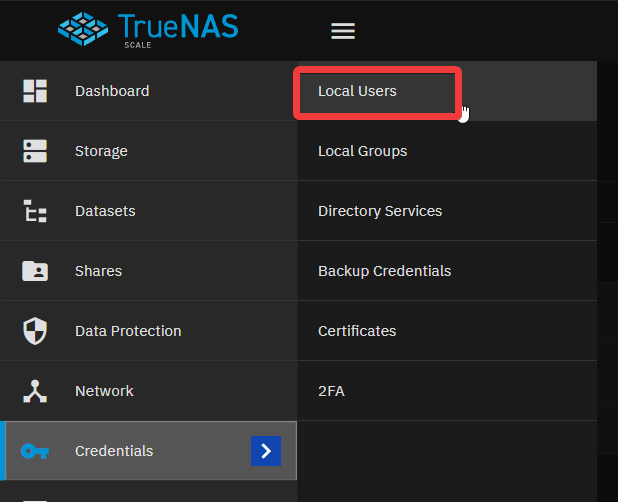 TrueNAS
SCALE
Dashboard
Storage
Datasets
Shares
Data Protection
Network
Credentials
Local Users
Local Groups
Directory Services
Backup Credentials
Certificates
2FA